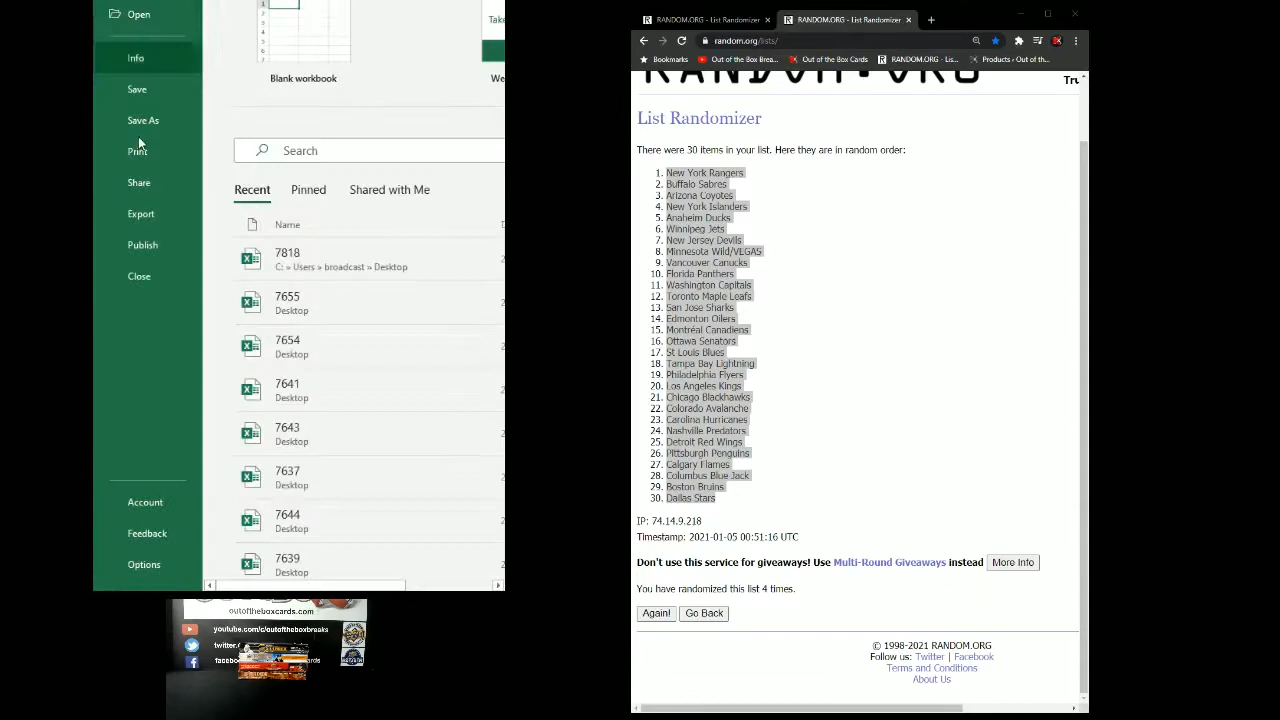 Open
Info
Save
Save As
Print
Share
Export
Publish
Close
Account
Feedback
Options
Blank workbook
Take
We
Search
Recent Pinned Shared with Me
Name
7818
C: » Users » broadcast » Desktop
7655
Desktop
7654
Desktop
7641
Desktop
7643
Desktop
7637
Desktop
7644
Desktop
7639
Desktop
outoftheboxcards.com
youtube.com/c/outoftheboxbreaks
twitter.
faceb
RANDOM.ORG - List Randomizer
RANDOM.ORG - List Randomizer
random.org/lists/
Bookmarks Out of the Box Brea... Out of the Box Cards RANDOM.ORG - Lis... Products ‹ Out of th...
RANDOM.ORG
Tru
List Randomizer
There were 30 items in your list. Here they are in random order:
1. New York Rangers
2. Buffalo Sabres
3. Arizona Coyotes
4. New York Islanders
5. Anaheim Ducks
6. Winnipeg Jets
7. New Jersey Devils
8. Minnesota Wild/VEGAS
9. Vancouver Canucks
10. Florida Panthers
11. Washington Capitals
12. Toronto Maple Leafs
13. San Jose Sharks
14. Edmonton Oilers
15. Montréal Canadiens
16. Ottawa Senators
17. St Louis Blues
18. Tampa Bay Lightning
19. Philadelphia Flyers
20. Los Angeles Kings
21. Chicago Blackhawks
22. Colorado Avalanche
23. Carolina Hurricanes
24. Nashville Predators
25. Detroit Red Wings
26. Pittsburgh Penguins
27. Calgary Flames
28. Columbus Blue Jack
29. Boston Bruins
30. Dallas Stars
IP: 74.14.9.218
Timestamp: 2021-01-05 00:51:16 UTC
Don't use this service for giveaways! Use Multi-Round Giveaways instead More Info
You have randomized this list 4 times.
Again! Go Back
© 1998-2021 RANDOM.ORG
Follow us: Twitter | Facebook
Terms and Conditions
About Us